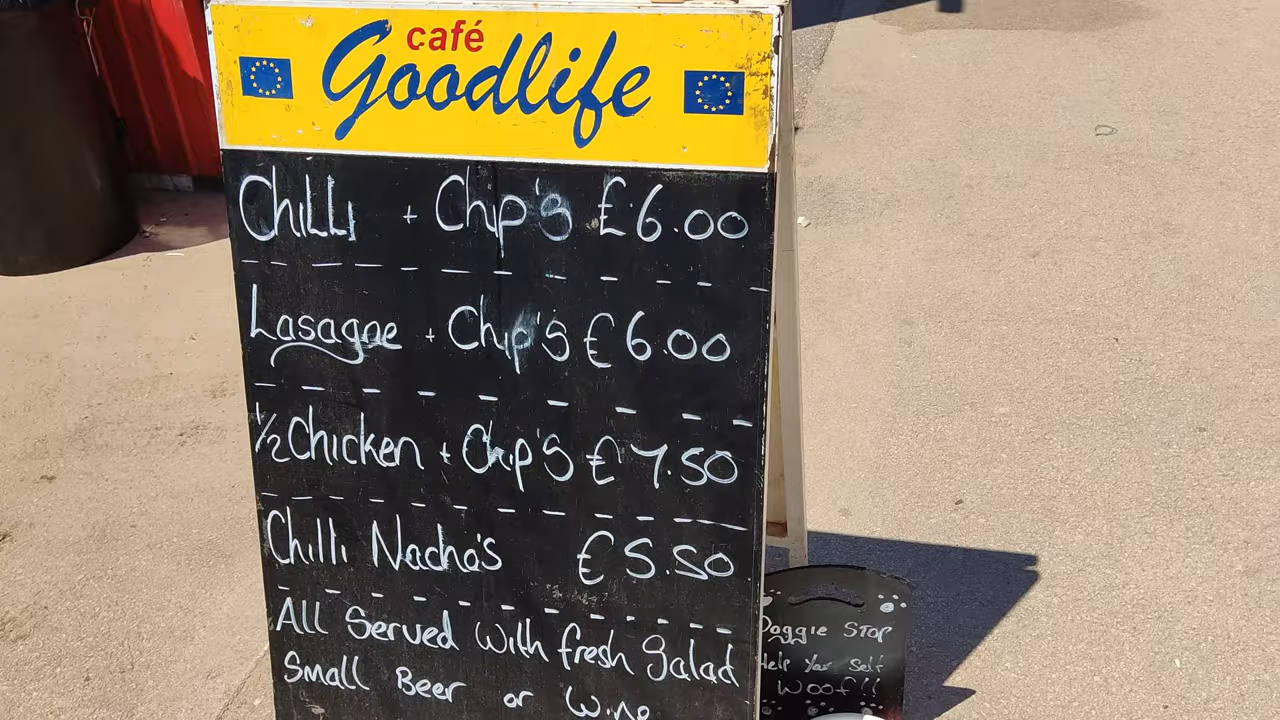 café
Goodlife
Chilli + Chip's £6.00
Lasagne + Chip's £6.00
1/2 Chicken + Chip's £7.50
Chilli Nacho's £5.50
All Served with fresh Salad
Small Beer or Wine
Doggie Stop
Help Your Self
Woof!!